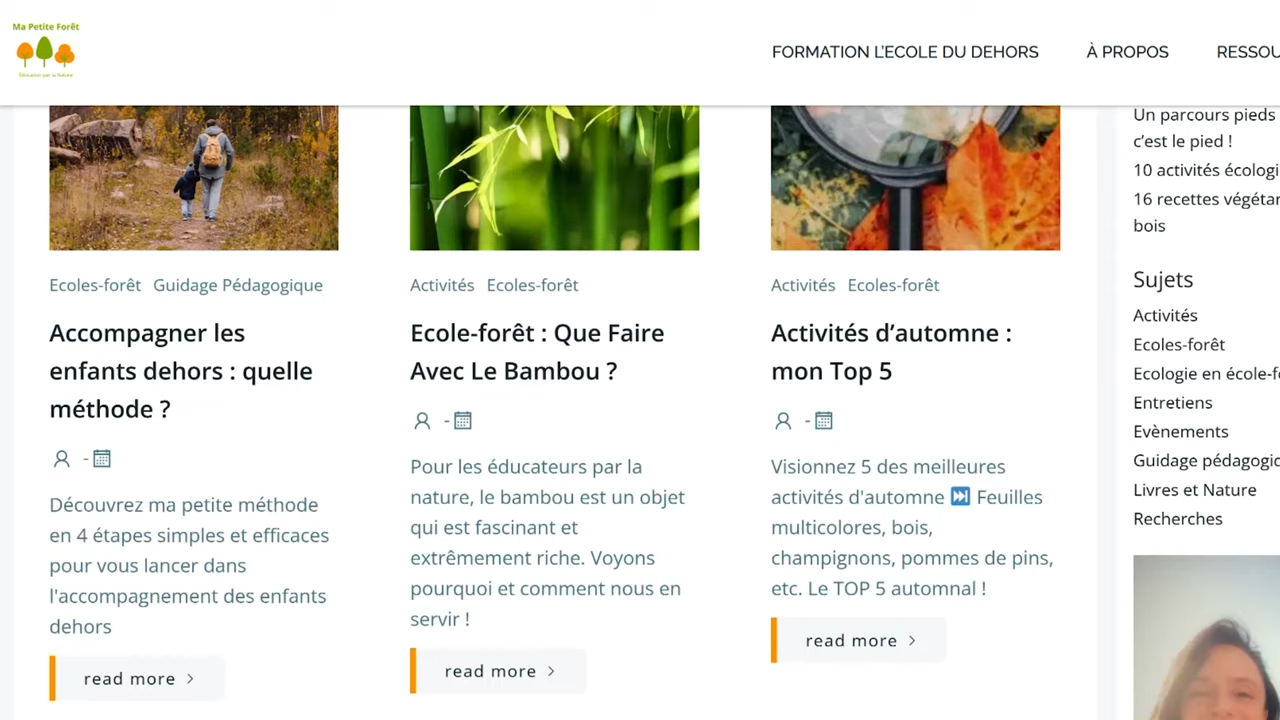 Ma Petite Forêt
Éducation par la Nature
FORMATION L'ECOLE DU DEHORS
À PROPOS
RESSOU
Ecoles-forêt Guidage Pédagogique
Accompagner les
enfants dehors : quelle
méthode ?
-
Découvrez ma petite méthode
en 4 étapes simples et efficaces
pour vous lancer dans
l'accompagnement des enfants
dehors
read more >
Activités Ecoles-forêt
Ecole-forêt : Que Faire
Avec Le Bambou ?
-
Pour les éducateurs par la
nature, le bambou est un objet
qui est fascinant et
extrêmement riche. Voyons
pourquoi et comment nous en
servir !
read more >
Activités Ecoles-forêt
Activités d’automne :
mon Top 5
-
Visionnez 5 des meilleures
activités d'automne ⏭ Feuilles
multicolores, bois,
champignons, pommes de pins,
etc. Le TOP 5 automnal !
read more >
Un parcours pieds
c’est le pied !
10 activités écologi
16 recettes végétar
bois
Sujets
Activités
Ecoles-forêt
Ecologie en école-fo
Entretiens
Evènements
Guidage pédagogiq
Livres et Nature
Recherches